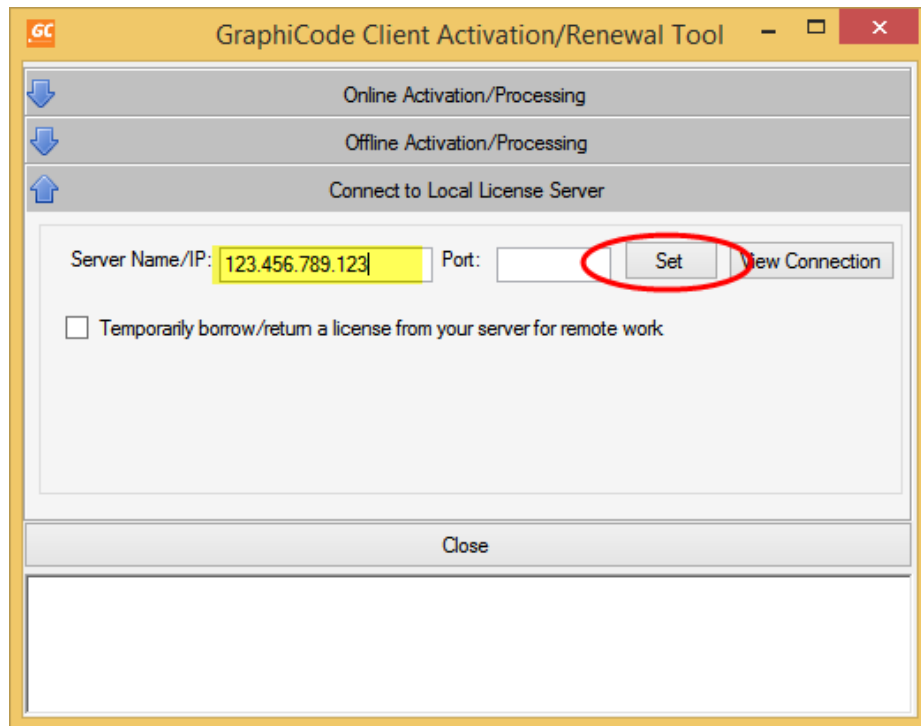 GC GraphiCode Client Activation/Renewal Tool
Online Activation/Processing
Offline Activation/Processing
Connect to Local License Server
Server Name/IP: 123.456.789.123 Port: Set View Connection
Temporarily borrow/return a license from your server for remote work
Close